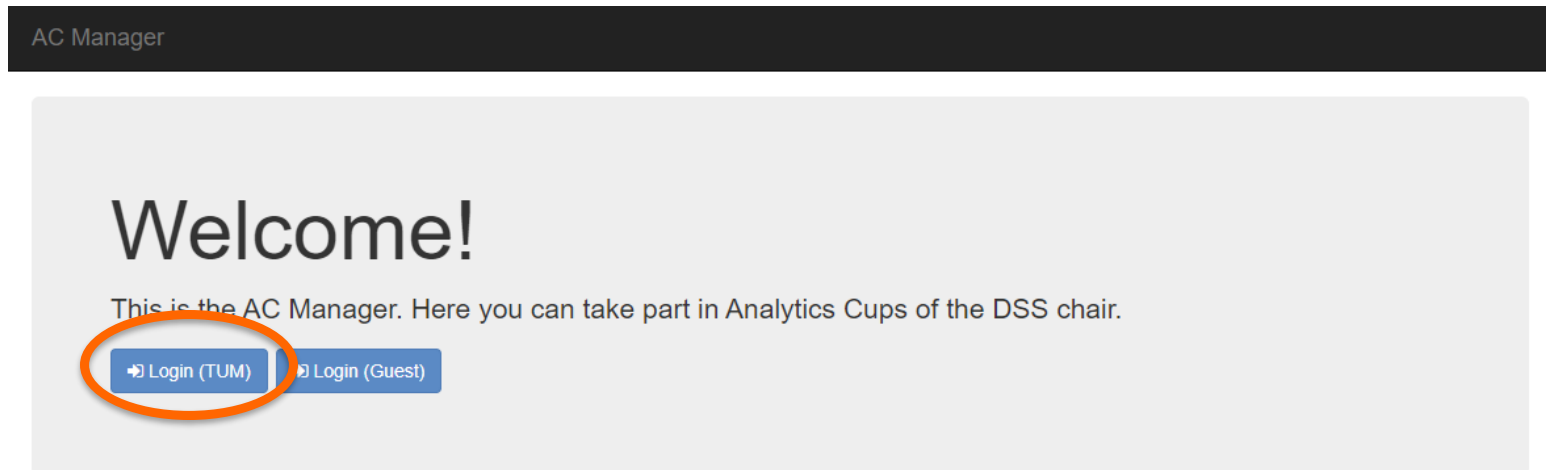 AC Manager
Welcome!
This is the AC Manager. Here you can take part in Analytics Cups of the DSS chair.
Login (TUM) Login (Guest)